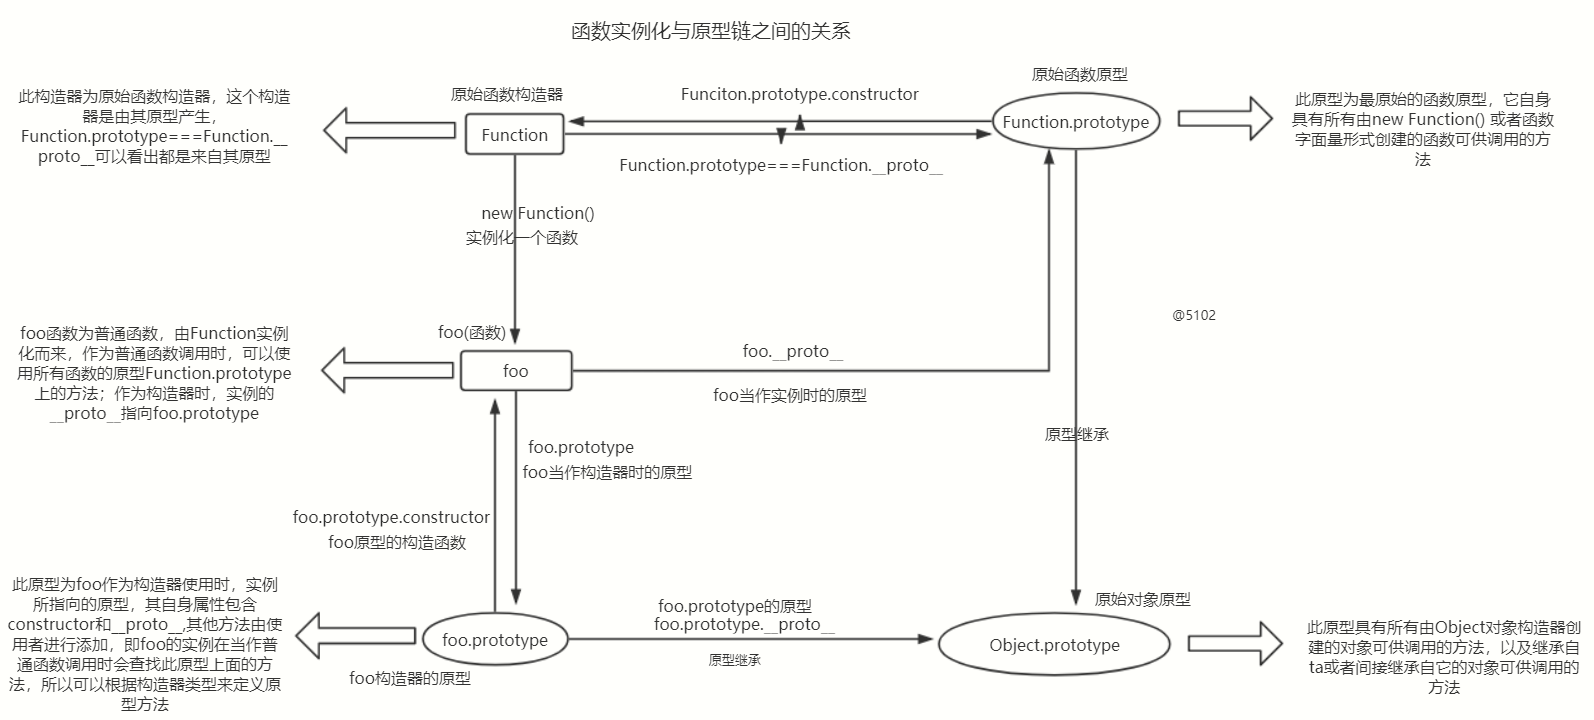 函数实例化与原型链之间的关系
此构造器为原始函数构造器，这个构造
器是由其原型产生，
Function.prototype===Function.__
proto__可以看出都是来自其原型
原始函数构造器
Function
Funciton.prototype.constructor
Function.prototype===Function.__proto__
原始函数原型
Function.prototype
此原型为最原始的函数原型，它自身
具有所有由new Function() 或者函数
字面量形式创建的函数可供调用的方
法
new Function()
实例化一个函数
@5102
foo函数为普通函数，由Function实例
化而来，作为普通函数调用时，可以使
用所有函数的原型Function.prototype
上的方法；作为构造器时，实例的
__proto__指向foo.prototype
foo(函数)
foo
foo.__proto__
foo当作实例时的原型
原型继承
foo.prototype
foo当作构造器时的原型
foo.prototype.constructor
foo原型的构造函数
此原型为foo作为构造器使用时，实例
所指向的原型，其自身属性包含
constructor和__proto__,其他方法由使
用者进行添加，即foo的实例在当作普
通函数调用时会查找此原型上面的方
法，所以可以根据构造器类型来定义原
型方法
foo.prototype
foo构造器的原型
foo.prototype的原型
foo.prototype.__proto__
原型继承
原始对象原型
Object.prototype
此原型具有所有由Object对象构造器创
建的对象可供调用的方法，以及继承自
ta或者间接继承自它的对象可供调用的
方法